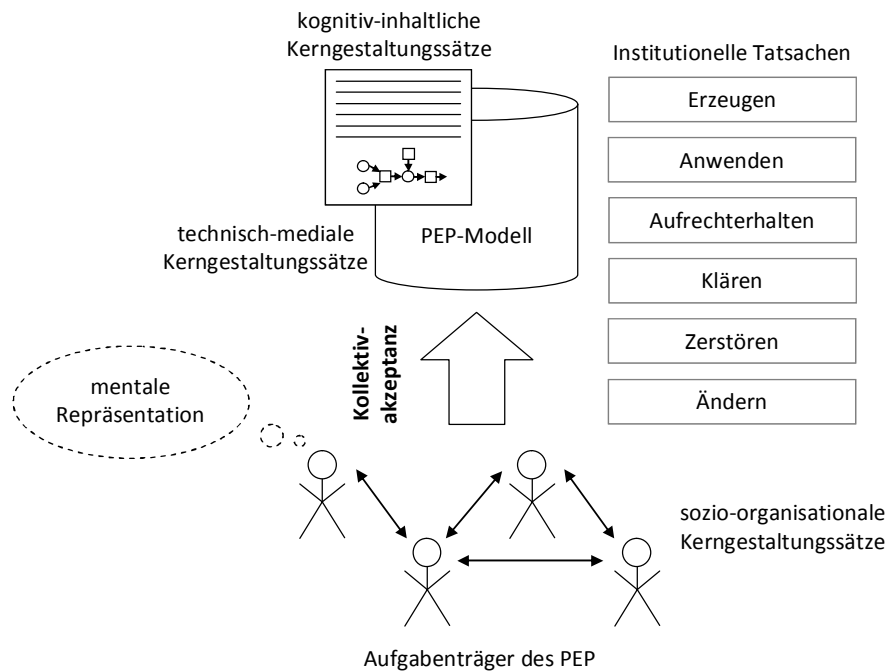 kognitiv-inhaltliche
Kerngestaltungssätze
Institutionelle Tatsachen
Erzeugen
Anwenden
Aufrechterhalten
Klären
Zerstören
Ändern
technisch-mediale
Kerngestaltungssätze
PEP-Modell
Kollektiv-
akzeptanz
mentale
Repräsentation
sozio-organisationale
Kerngestaltungssätze
Aufgabenträger des PEP